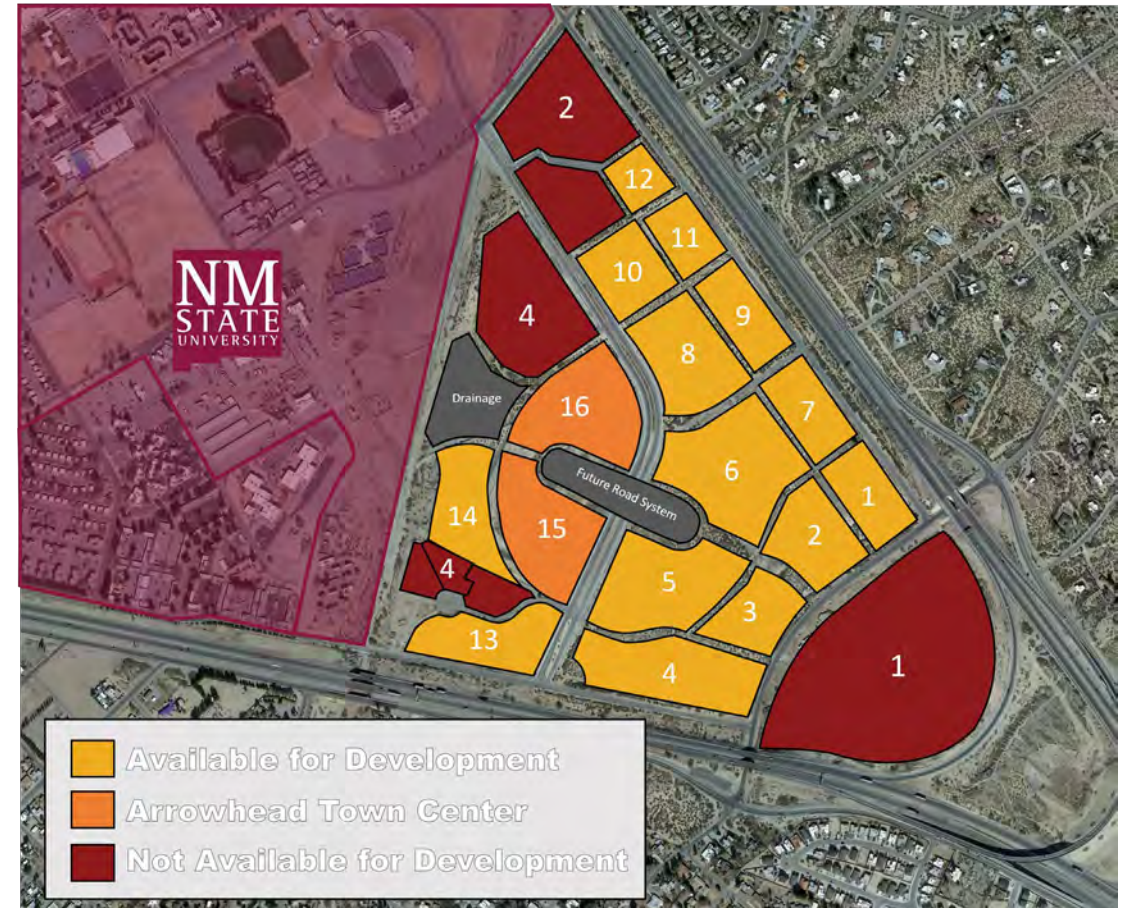 2
12
11
10
4
9
8
NM
STATE
UNIVERSITY
Drainage
16
7
6
Future Road System
1
14
15
2
4
5
3
13
4
1
Available for Development
Arrowhead Town Center
Not Available for Development